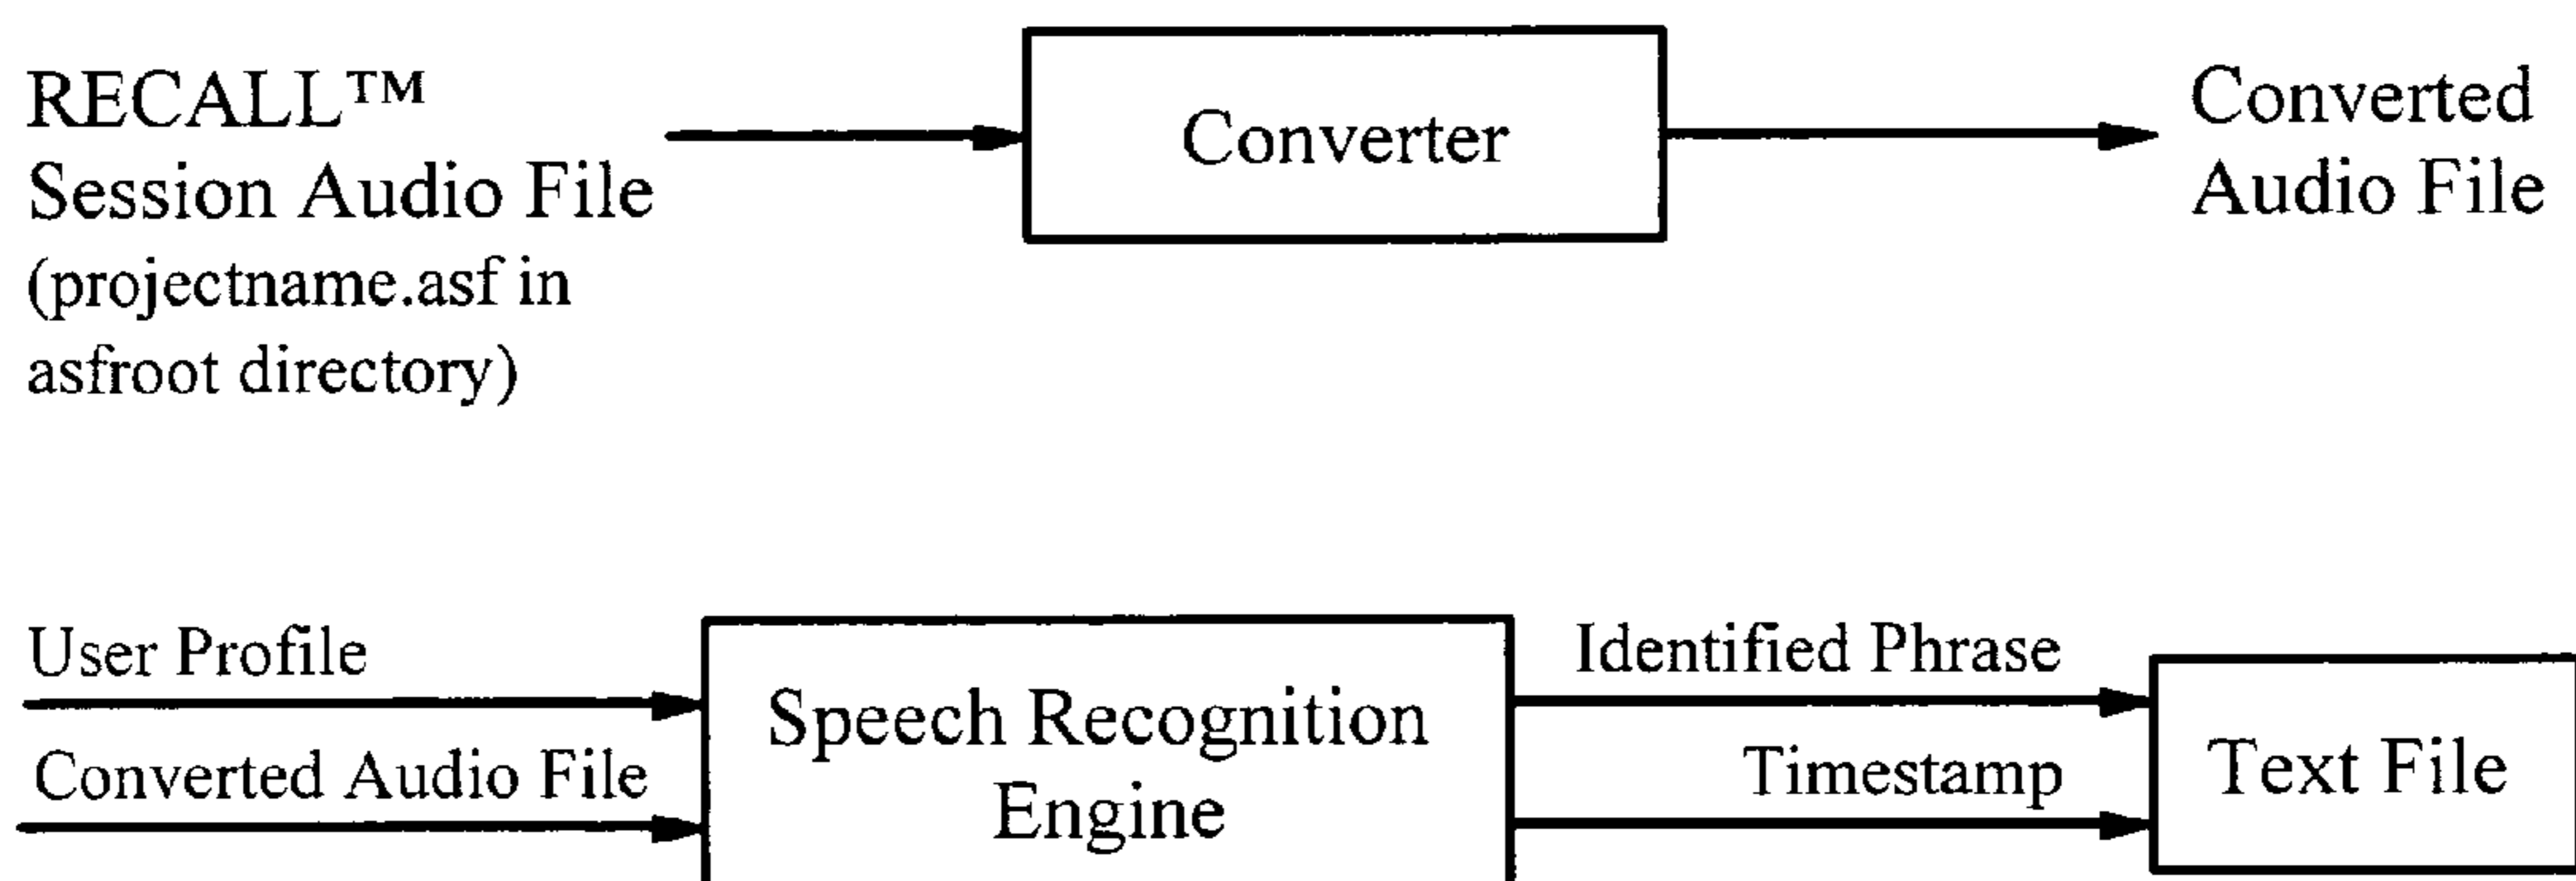 RECALL™
Session Audio File
(projectname.asf in
asfroot directory)
Converter
Converted
Audio File
User Profile
Converted Audio File
Speech Recognition
Engine
Identified Phrase
Timestamp
Text File